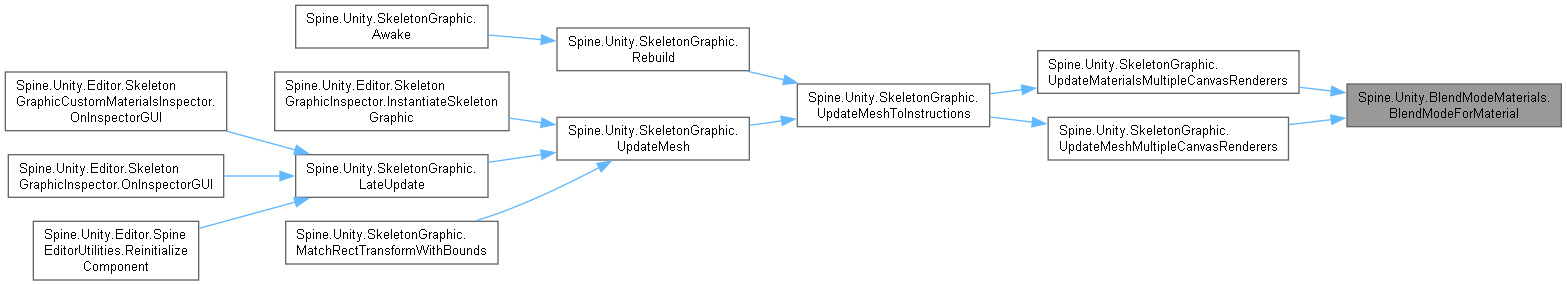 Spine.Unity.SkeletonGraphic.
Awake
Spine.Unity.SkeletonGraphic.
Rebuild
Spine.Unity.Editor.Skeleton
GraphicCustomMaterialsInspector.
OnInspectorGUI
Spine.Unity.Editor.Skeleton
GraphicInspector.InstantiateSkeleton
Graphic
Spine.Unity.SkeletonGraphic.
UpdateMeshToInstructions
Spine.Unity.SkeletonGraphic.
UpdateMaterialsMultipleCanvasRenderers
Spine.Unity.BlendModeMaterials.
BlendModeForMaterial
Spine.Unity.SkeletonGraphic.
UpdateMesh
Spine.Unity.SkeletonGraphic.
UpdateMeshMultipleCanvasRenderers
Spine.Unity.Editor.Skeleton
GraphicInspector.OnInspectorGUI
Spine.Unity.SkeletonGraphic.
LateUpdate
Spine.Unity.Editor.Spine
EditorUtilities.Reinitialize
Component
Spine.Unity.SkeletonGraphic.
MatchRectTransformWithBounds